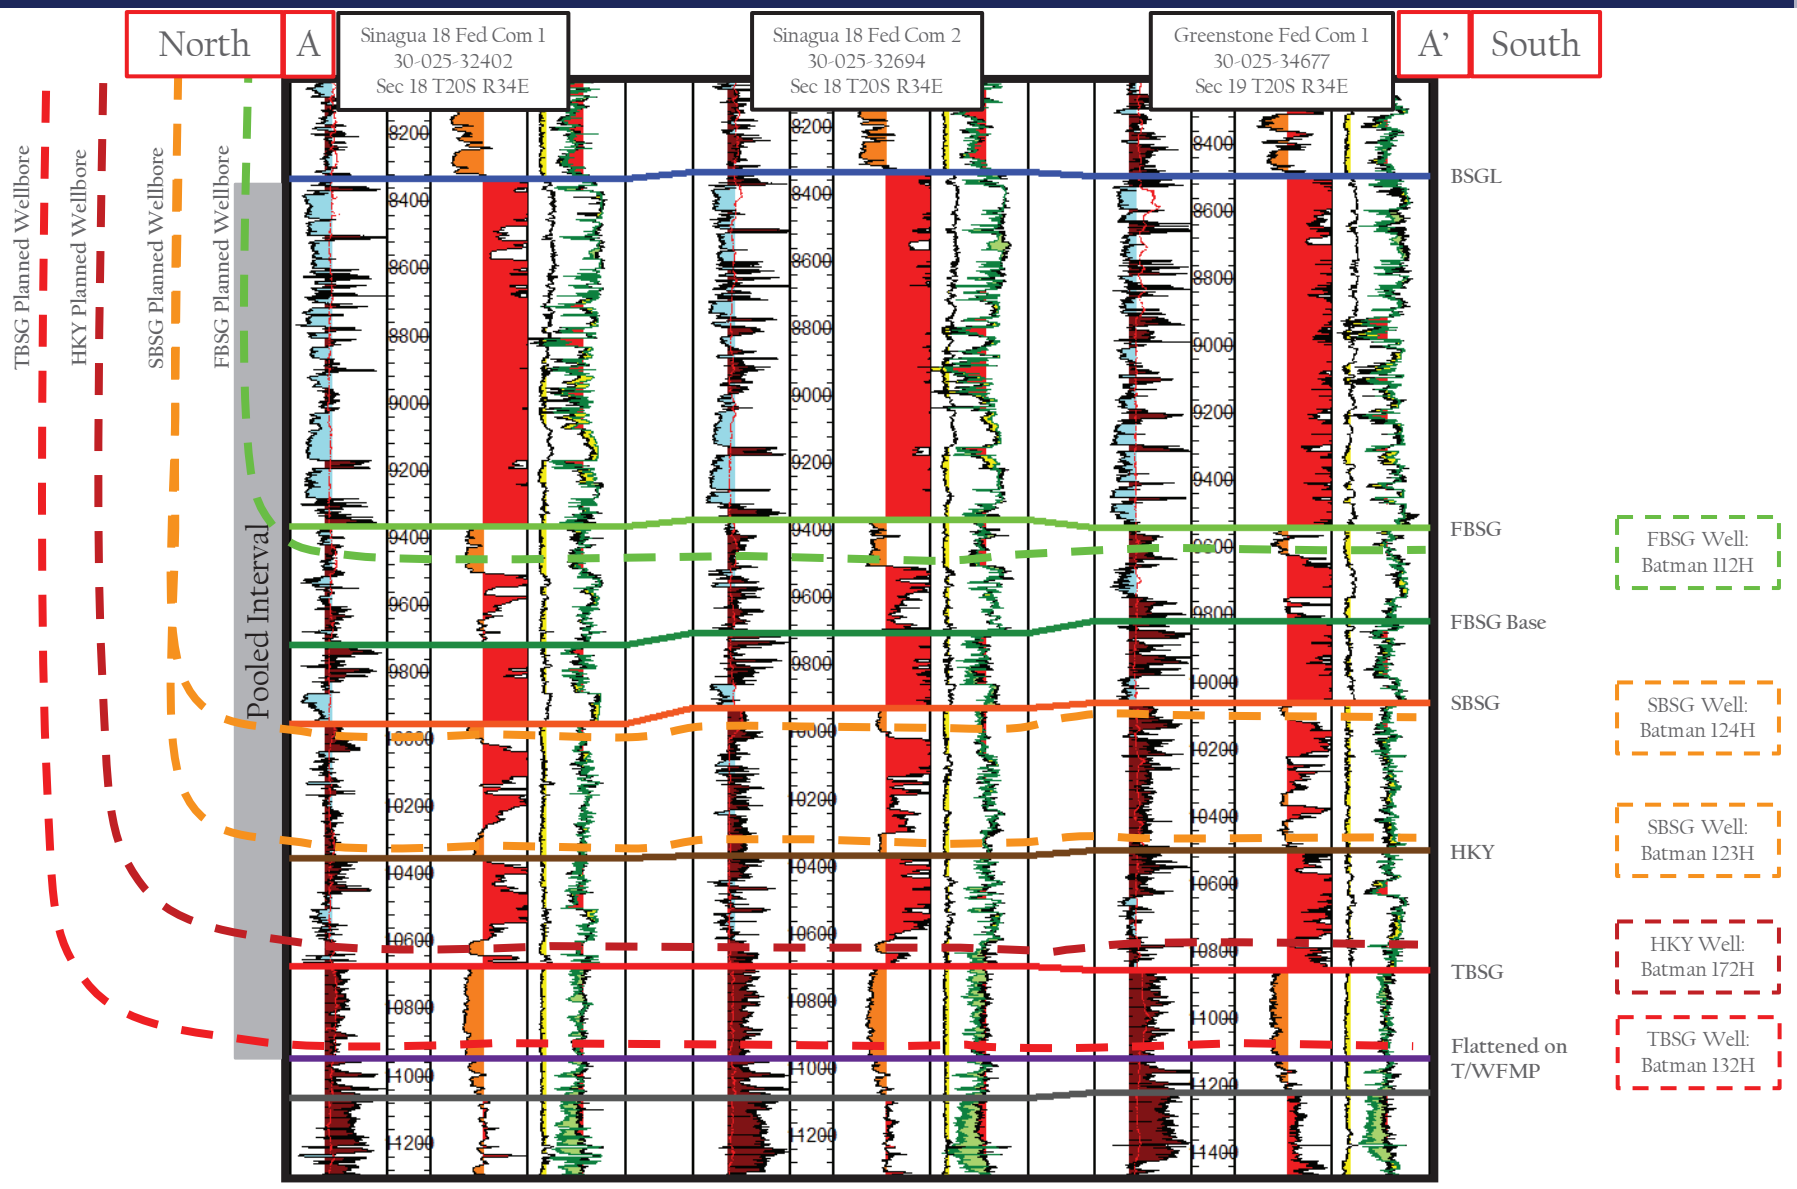 North
A
Sinagua 18 Fed Com 1
30-025-32402
Sec 18 T20S R34E
Sinagua 18 Fed Com 2
30-025-32694
Sec 18 T20S R34E
Greenstone Fed Com 1
30-025-34677
Sec 19 T20S R34E
A’
South
TBSG Planned Wellbore
HKY Planned Wellbore
SBSG Planned Wellbore
FBSG Planned Wellbore
Pooled Interval
8200
8400
8600
8800
9000
9200
9400
9600
9800
10000
10200
10400
10600
10800
11000
11200
8200
8400
8600
8800
9000
9200
9400
9600
9800
10000
10200
10400
10600
10800
11000
11200
8400
8600
8800
9000
9200
9400
9600
9800
10000
10200
10400
10600
10800
11000
11200
11400
BSGL
FBSG
FBSG Base
SBSG
HKY
TBSG
Flattened on
T/WFMP
FBSG Well:
Batman 112H
SBSG Well:
Batman 124H
SBSG Well:
Batman 123H
HKY Well:
Batman 172H
TBSG Well:
Batman 132H